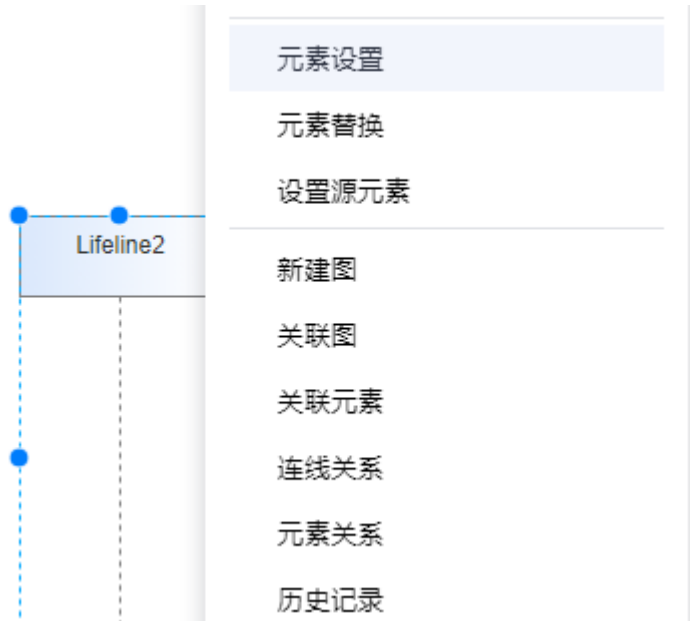 元素设置
元素替换
设置源元素
Lifeline2
新建图
关联图
关联元素
连线关系
元素关系
历史记录